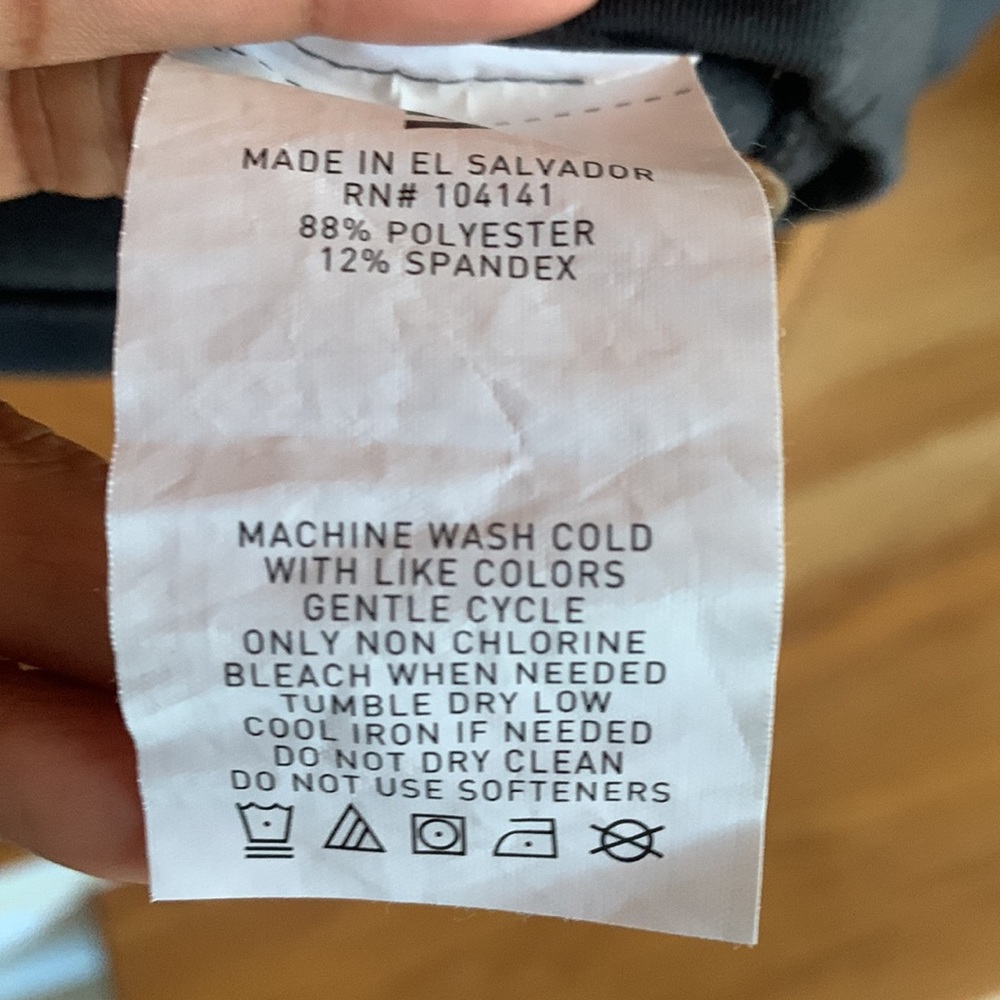 MADE IN EL SALVADOR
RN# 104141
88% POLYESTER
12% SPANDEX
MACHINE WASH COLD
WITH LIKE COLORS
GENTLE CYCLE
ONLY NON CHLORINE
BLEACH WHEN NEEDED
TUMBLE DRY LOW
COOL IRON IF NEEDED
DO NOT DRY CLEAN
DO NOT USE SOFTENERS